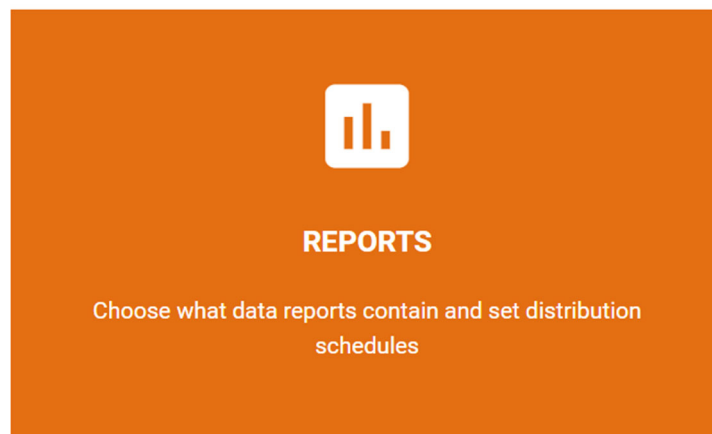 REPORTS
Choose what data reports contain and set distribution
schedules